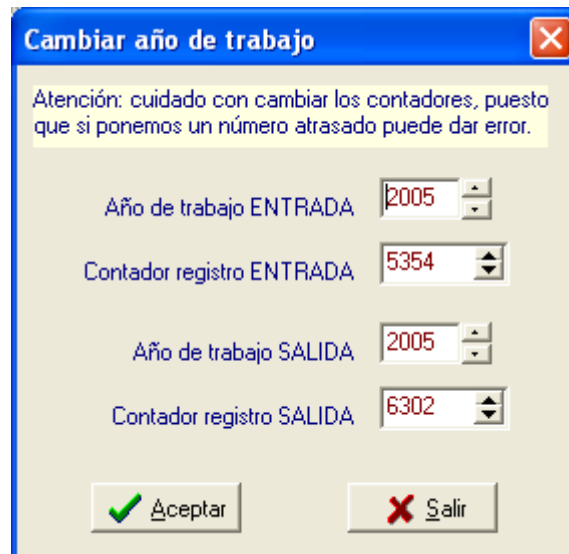 Cambiar año de trabajo
Atención: cuidado con cambiar los contadores, puesto
que si ponemos un número atrasado puede dar error.
Año de trabajo ENTRADA 2005
Contador registro ENTRADA 5354
Año de trabajo SALIDA 2005
Contador registro SALIDA 6302
Aceptar Salir